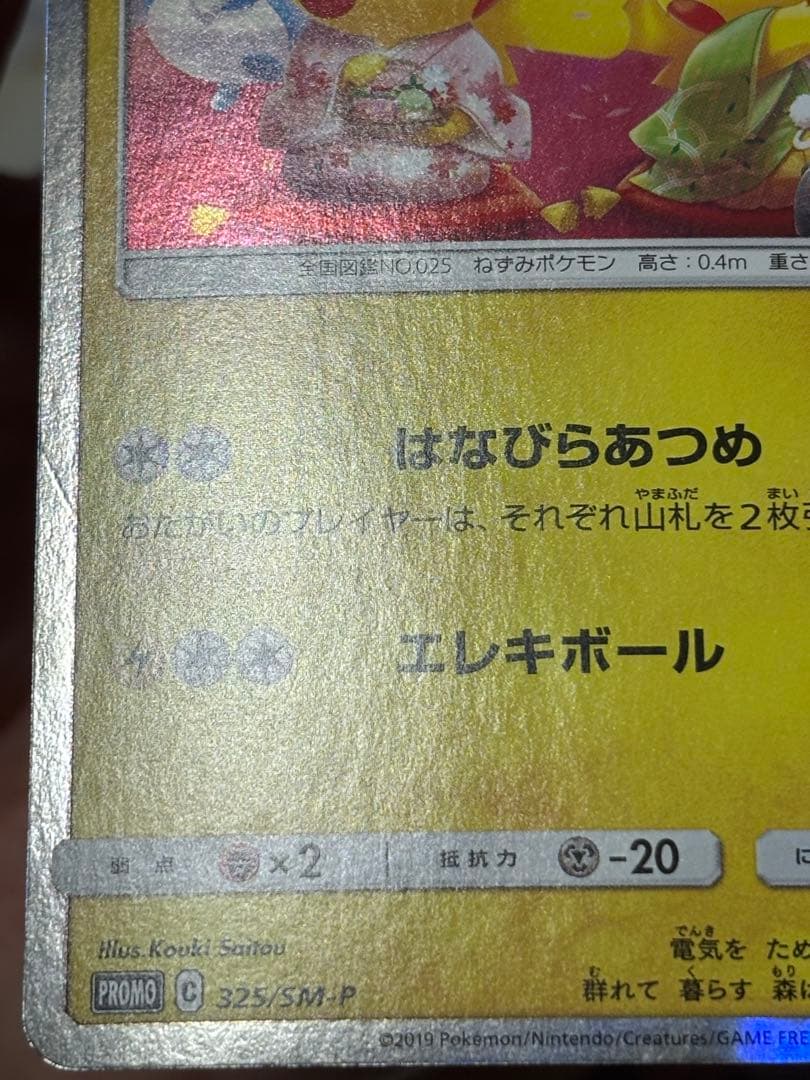 全国図鑑NO.025 ねずみポケモン 高さ：0.4m 重さ
はなびらあつめ
やまふだ まい
おたがいのプレイヤーは、それぞれ山札を2枚
エレキボール
弱点 ×2 抵抗力 -20 に
Illus. Kouki Saitou
でんき
電気を ため
む く もり
群れて 暮らす 森に
PROMO C 325/SM-P
©2019 Pokémon/Nintendo/Creatures/GAME FRE